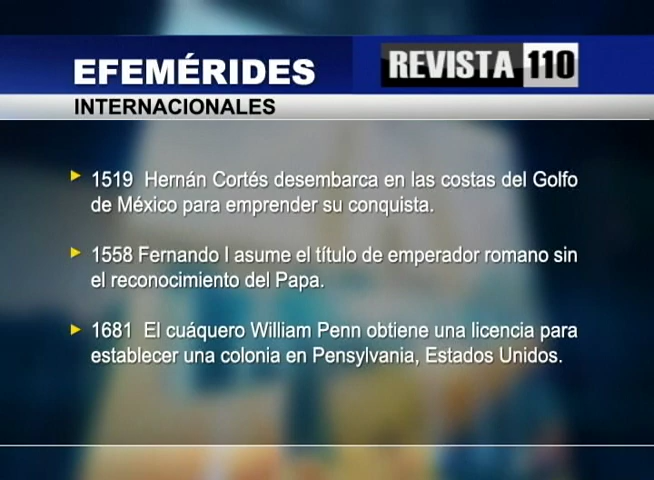 EFEMÉRIDES
REVISTA 110
INTERNACIONALES
1519 Hernán Cortés desembarca en las costas del Golfo
de México para emprender su conquista.
1558 Fernando I asume el título de emperador romano sin
el reconocimiento del Papa.
1681 El cuáquero William Penn obtiene una licencia para
establecer una colonia en Pensylvania, Estados Unidos.